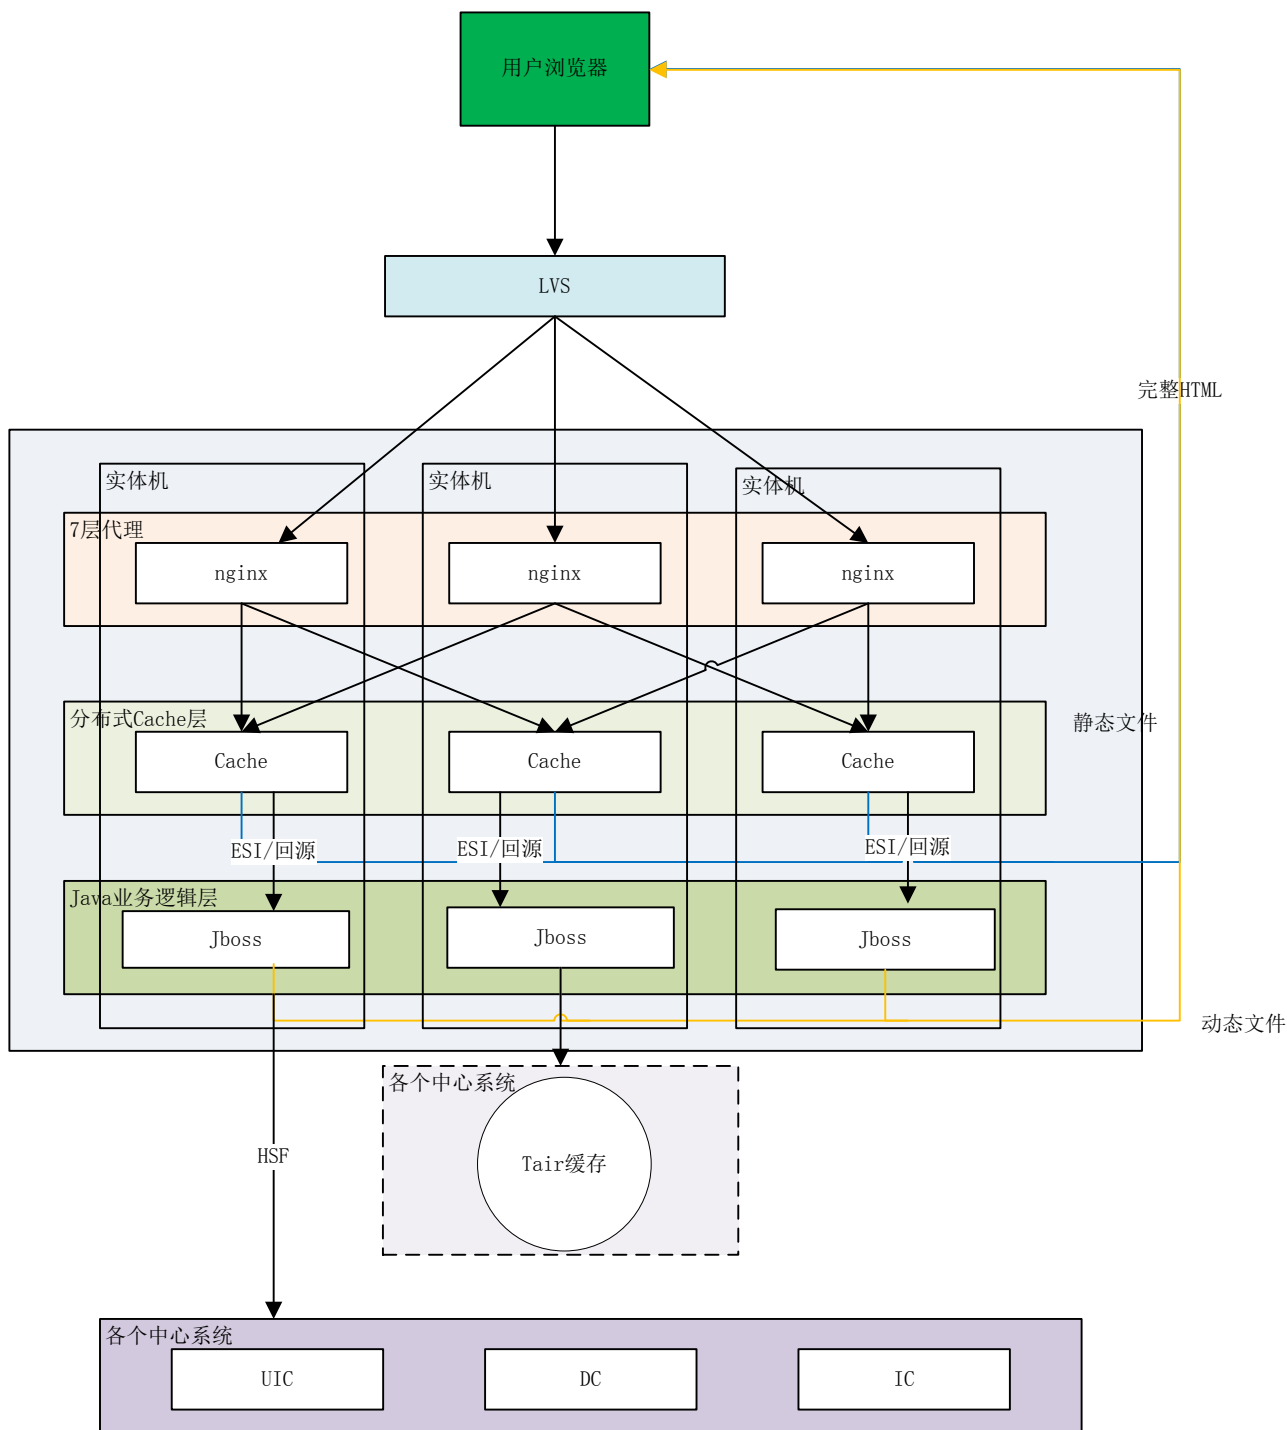 用户浏览器
LVS
完整HTML
实体机
实体机
实体机
7层代理
nginx
nginx
nginx
分布式Cache层
静态文件
Cache
Cache
Cache
ESI/回源
ESI/回源
ESI/回源
Java业务逻辑层
Jboss
Jboss
Jboss
动态文件
各个中心系统
Tair缓存
HSF
各个中心系统
UIC
DC
IC